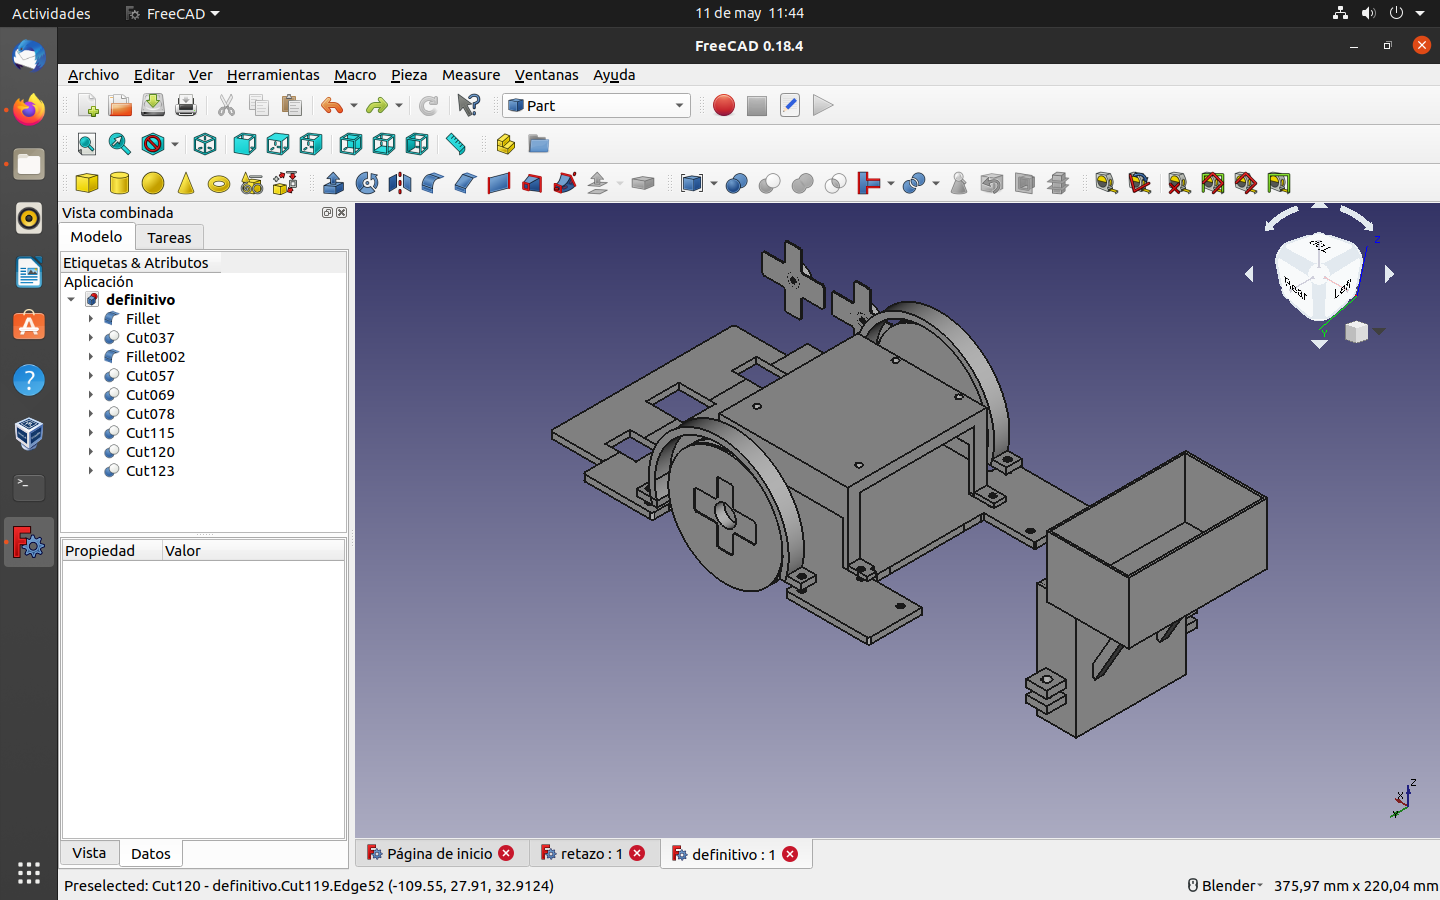 Actividades FreeCAD 11 de may 11:44
FreeCAD 0.18.4
Archivo Editar Ver Herramientas Macro Pieza Measure Ventanas Ayuda
Part
Vista combinada
Modelo Tareas
Etiquetas & Atributos
Aplicación
definitivo
Fillet
Cut037
Fillet002
Cut057
Cut069
Cut078
Cut115
Cut120
Cut123
Propiedad Valor
Top
Rear Left
Z
Y
Z
X
Y
Vista Datos
Página de inicio retazo : 1 definitivo : 1
Preselected: Cut120 - definitivo.Cut119.Edge52 (-109.55, 27.91, 32.9124) Blender 375,97 mm x 220,04 mm